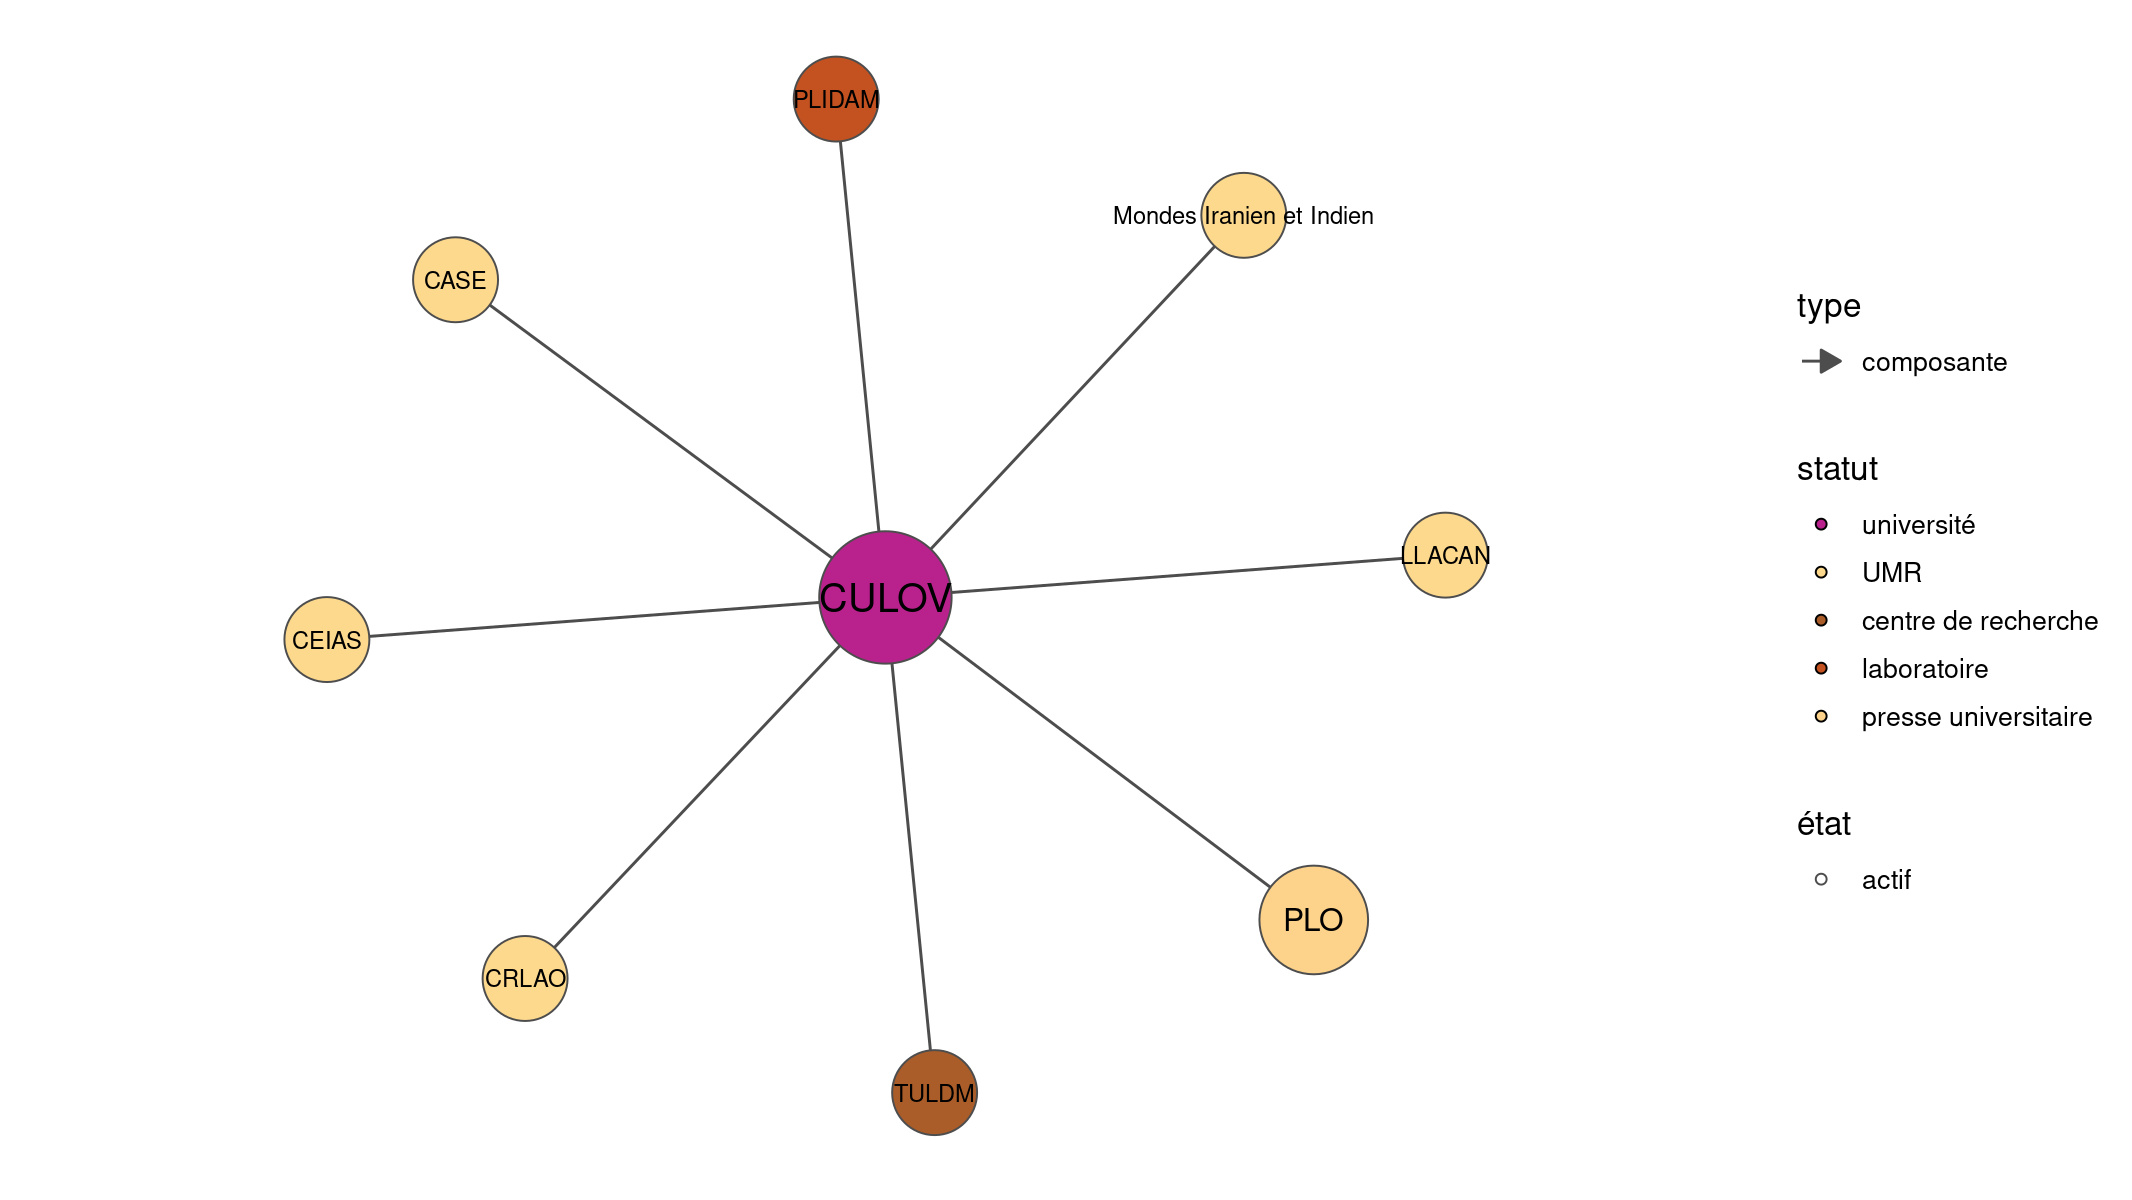 PLIDAM
Mondes Iranien et Indien
CASE
LLACAN
CULOV
CEIAS
PLO
CRLAO
TULDM
type
composante
statut
université
UMR
centre de recherche
laboratoire
presse universitaire
état
actif